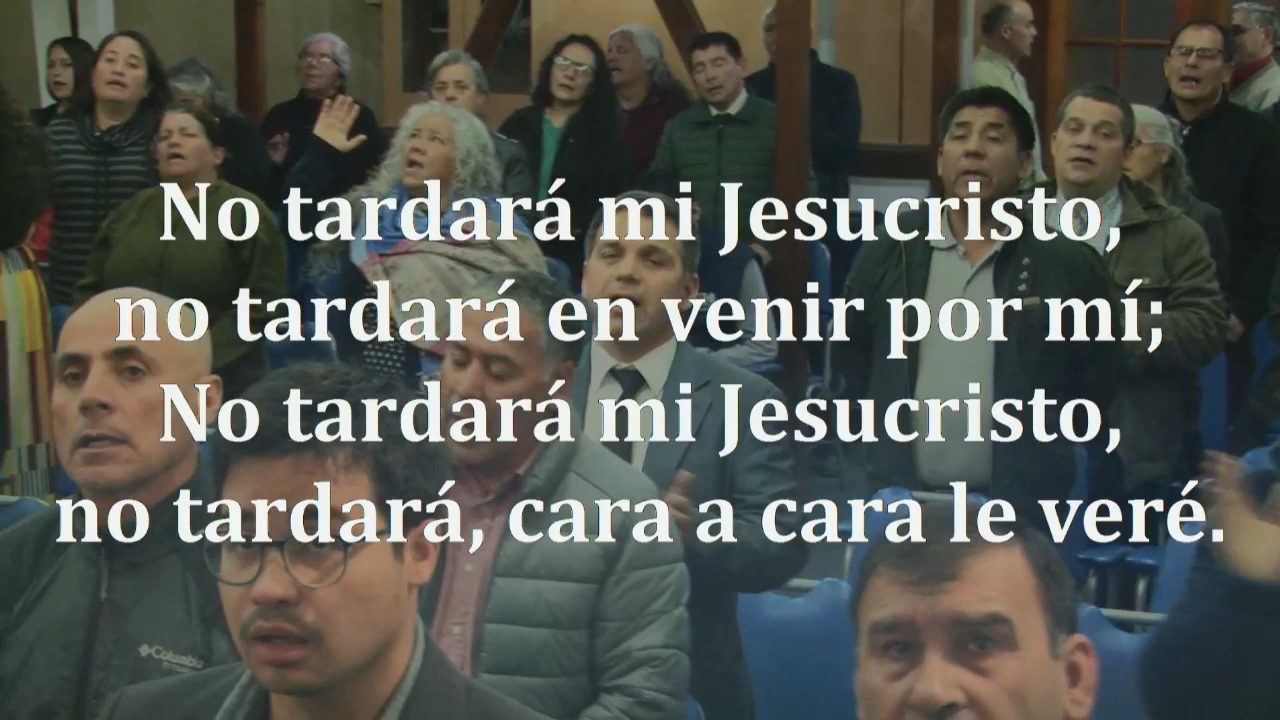 No tardará mi Jesucristo,
no tardará en venir por mí;
No tardará mi Jesucristo,
no tardará, cara a cara le veré.
Columbia